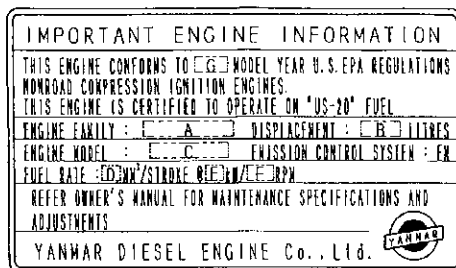 IMPORTANT ENGINE INFORMATION
THIS ENGINE CONFORMS TO [G] MODEL YEAR U.S. EPA REGULATIONS
NONROAD COMPRESSION IGNITION ENGINES.
THIS ENGINE IS CERTIFIED TO OPERATE ON "US-20" FUEL
ENGINE FAMILY : [A] DISPLACEMENT : [B] LITRES
ENGINE MODEL : [C] EMISSION CONTROL SYSTEM : EM
FUEL RATE : [D] MM³/STROKE @ [E] KW/ [F] RPM
REFER OWNER'S MANUAL FOR MAINTENANCE SPECIFICATIONS AND
ADJUSTMENTS
YANMAR DIESEL ENGINE Co., Ltd. YANMAR